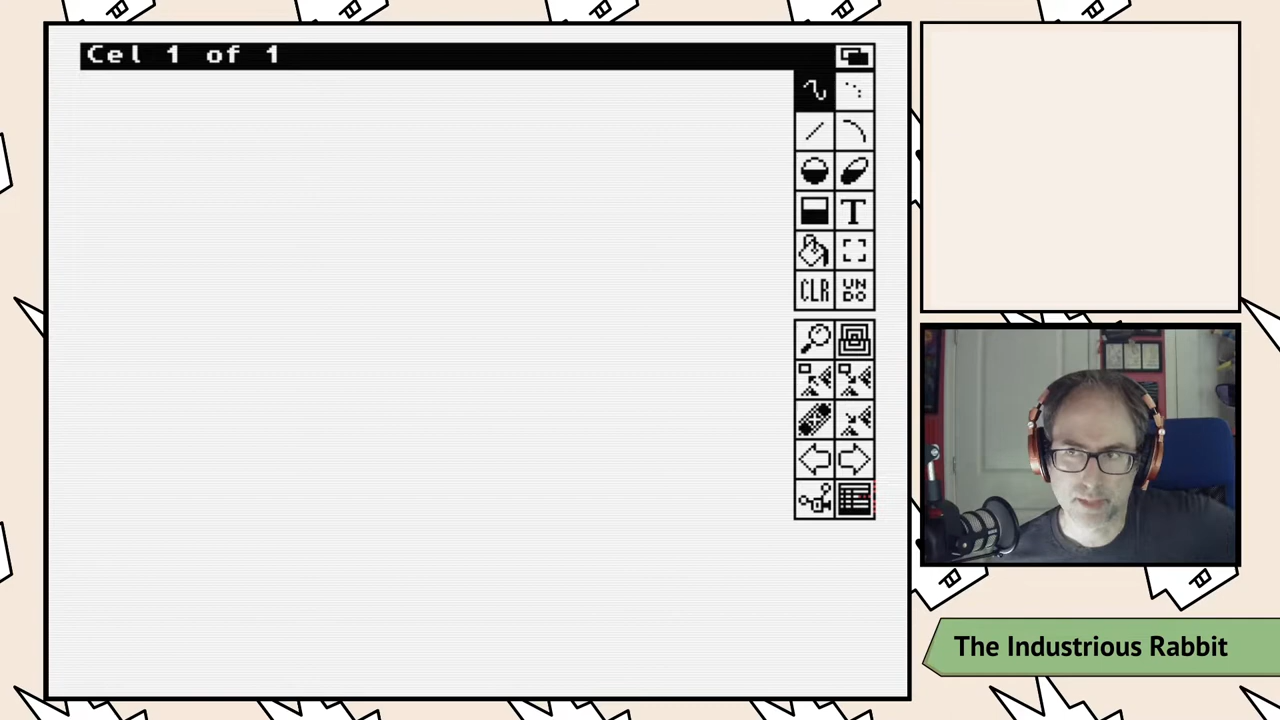 Cel 1 of 1
T
CLR
UN
DO
The Industrious Rabbit